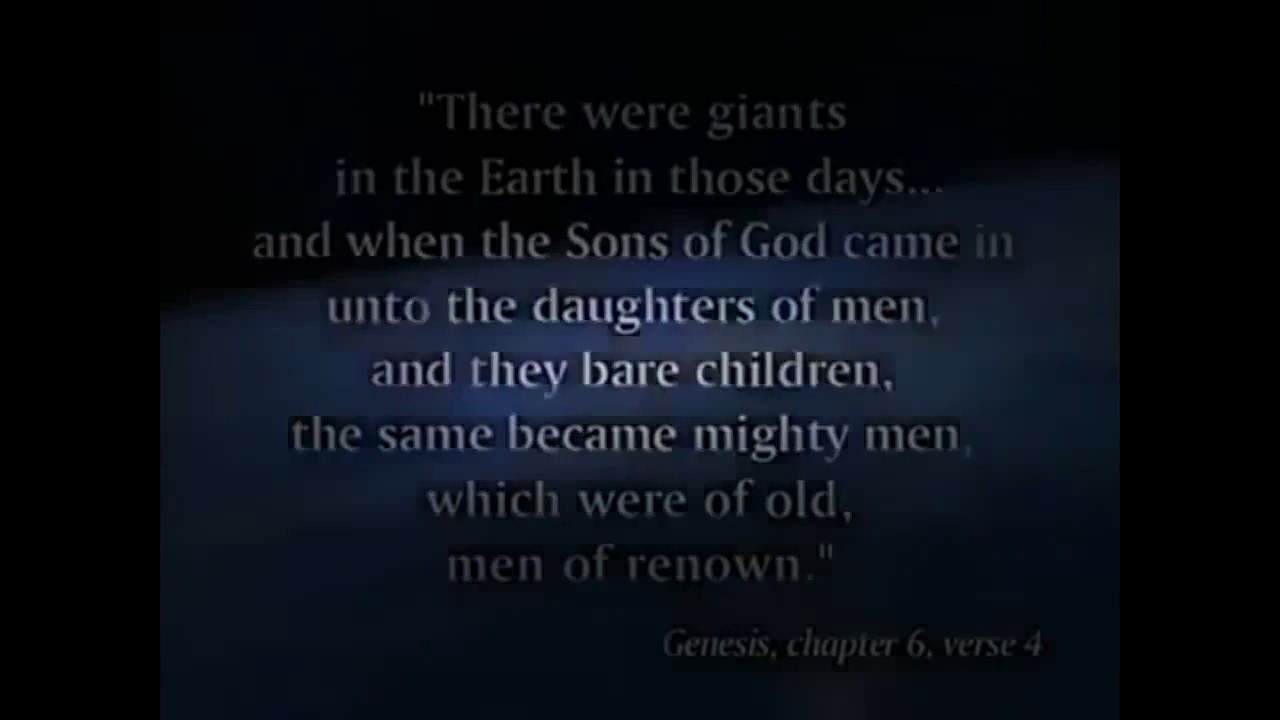 "There were giants
in the Earth in those days...
and when the Sons of God came in
unto the daughters of men,
and they bare children,
the same became mighty men,
which were of old,
men of renown."
Genesis, chapter 6, verse 4